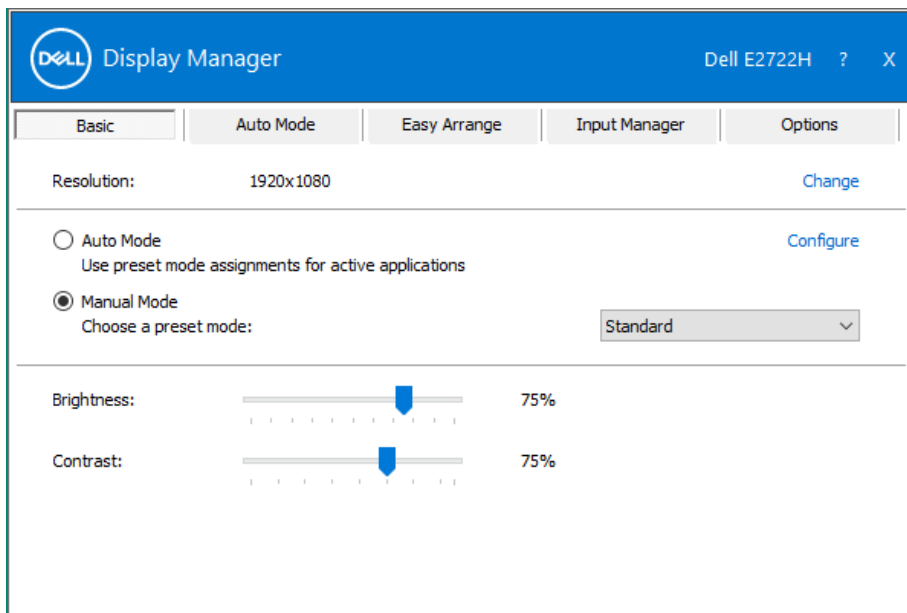 DELL Display Manager Dell E2722H ? X
Basic Auto Mode Easy Arrange Input Manager Options
Resolution: 1920x1080 Change
Auto Mode Configure
Use preset mode assignments for active applications
Manual Mode
Choose a preset mode: Standard
Brightness: 75%
Contrast: 75%